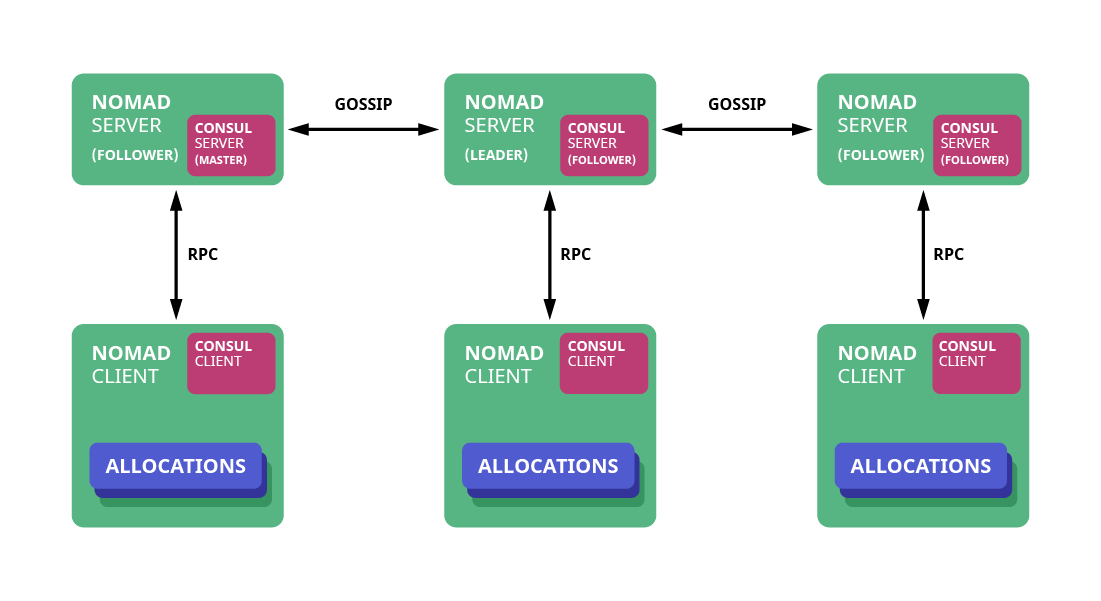 NOMAD
SERVER
(FOLLOWER)
CONSUL
SERVER
(MASTER)
GOSSIP
NOMAD
SERVER
(LEADER)
CONSUL
SERVER
(FOLLOWER)
GOSSIP
NOMAD
SERVER
(FOLLOWER)
CONSUL
SERVER
(FOLLOWER)
RPC
RPC
RPC
NOMAD
CLIENT
CONSUL
CLIENT
ALLOCATIONS
NOMAD
CLIENT
CONSUL
CLIENT
ALLOCATIONS
NOMAD
CLIENT
CONSUL
CLIENT
ALLOCATIONS